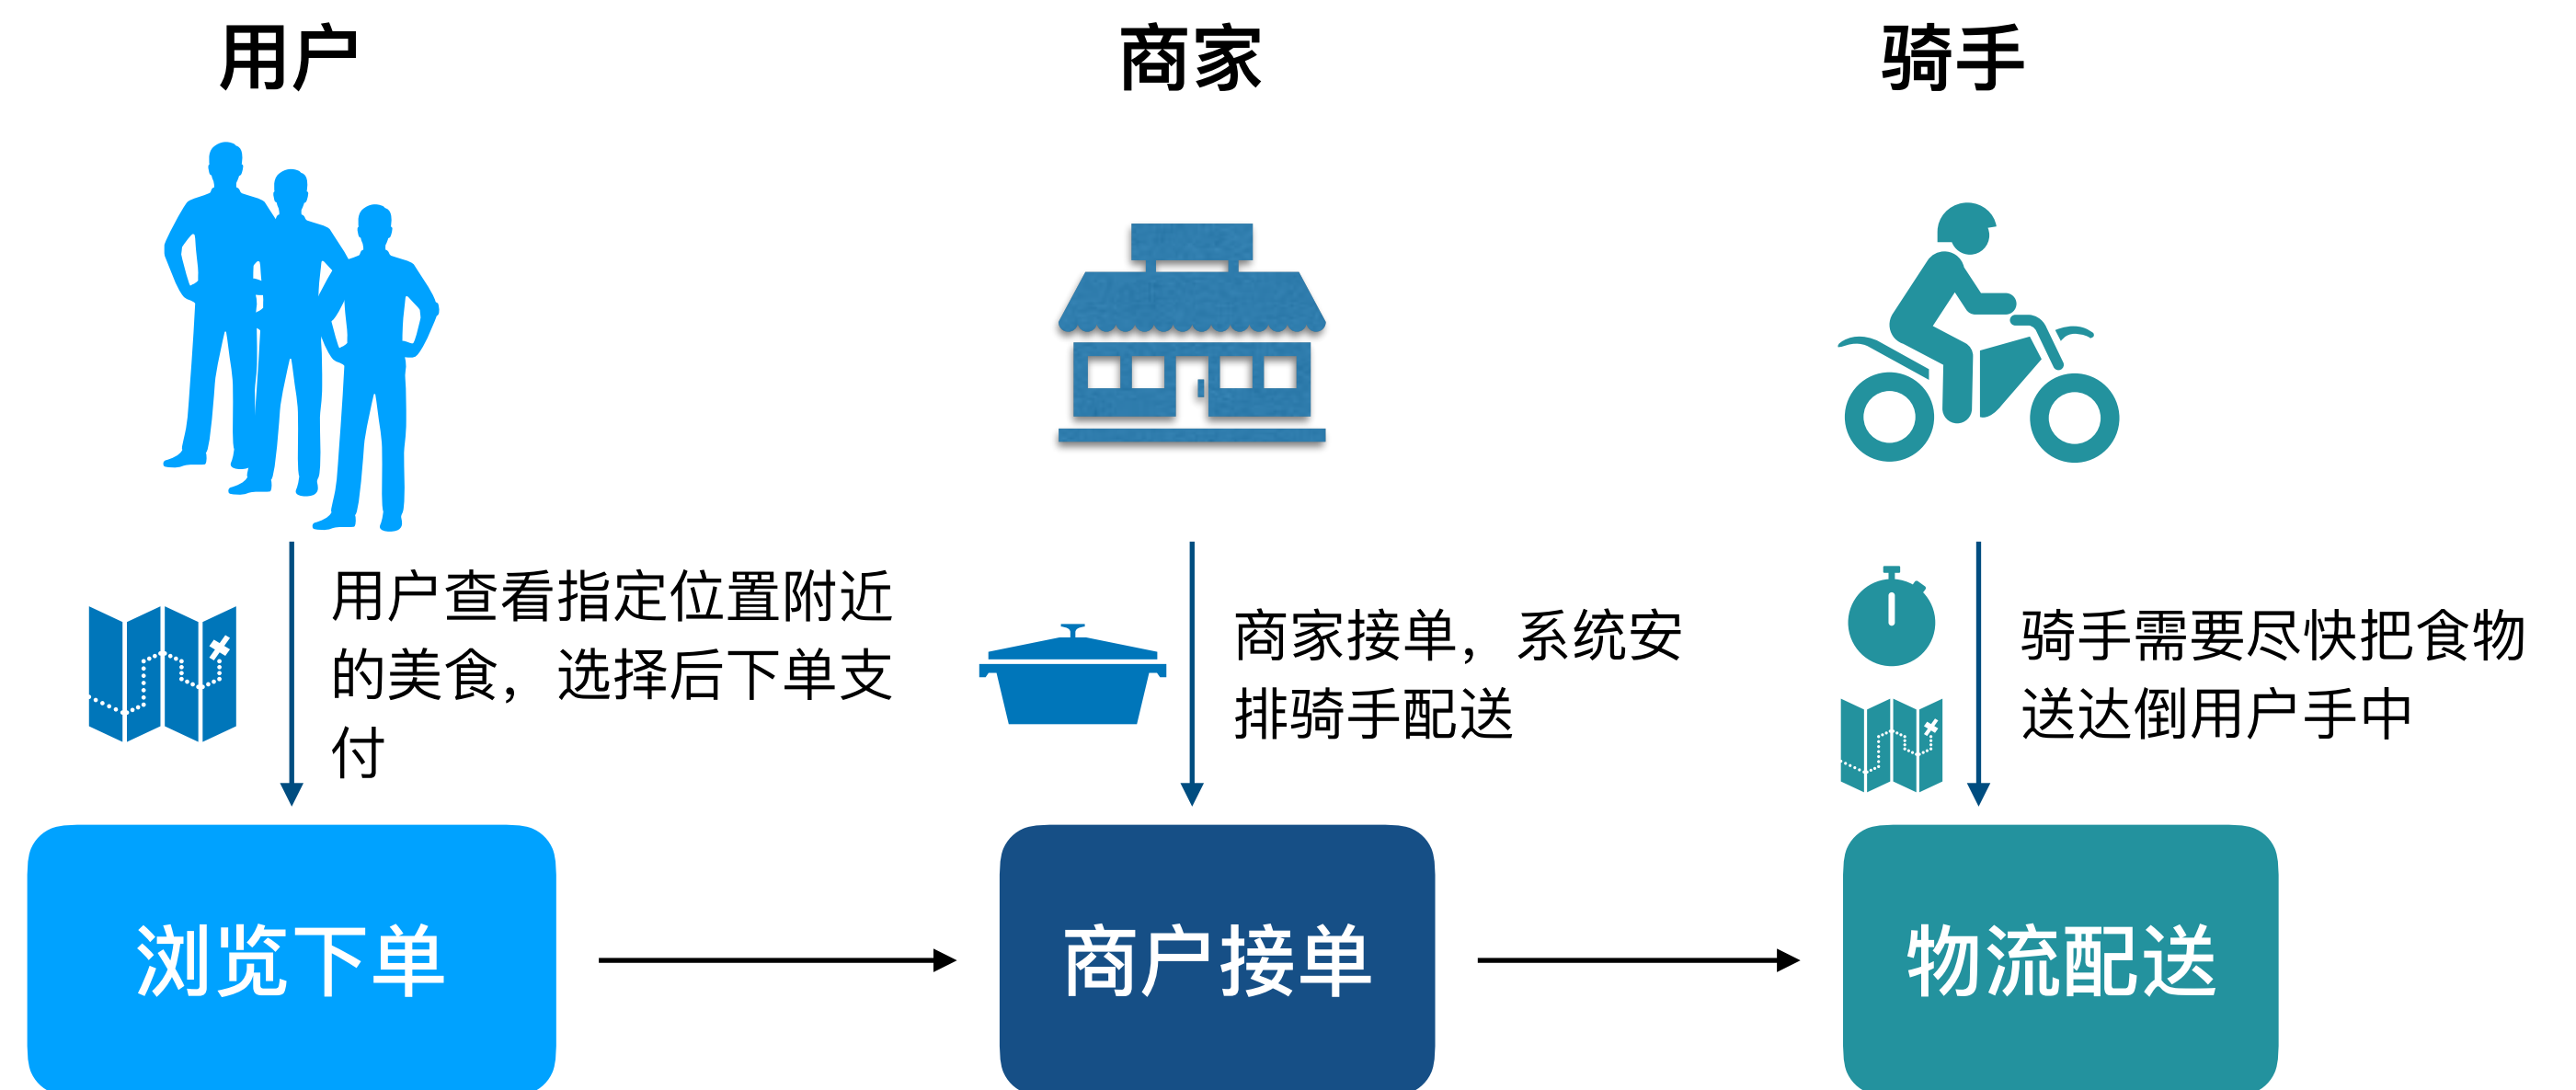 用户
商家
骑手
用户查看指定位置附近
的美食，选择后下单支
付
商家接单，系统安
排骑手配送
骑手需要尽快把食物
送达倒用户手中
浏览下单
商户接单
物流配送